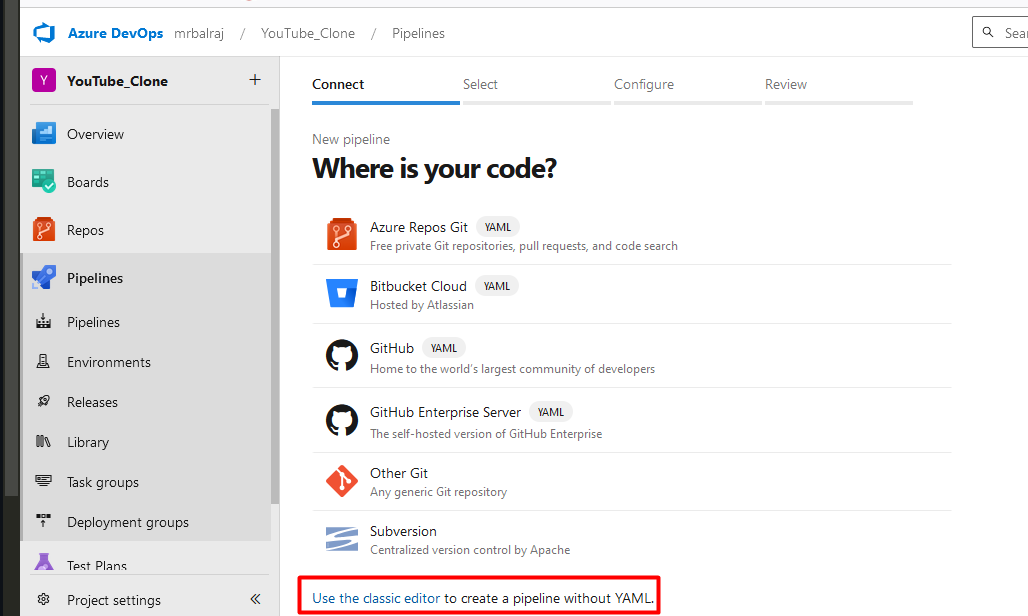 Azure DevOps mrbalraj / YouTube_Clone / Pipelines
Y YouTube_Clone +
Overview
Boards
Repos
Pipelines
Pipelines
Environments
Releases
Library
Task groups
Deployment groups
Test Plans
Project settings
Connect Select Configure Review
New pipeline
Where is your code?
Azure Repos Git YAML
Free private Git repositories, pull requests, and code search
Bitbucket Cloud YAML
Hosted by Atlassian
GitHub YAML
Home to the world's largest community of developers
GitHub Enterprise Server YAML
The self-hosted version of GitHub Enterprise
Other Git
Any generic Git repository
Subversion
Centralized version control by Apache
Use the classic editor to create a pipeline without YAML.